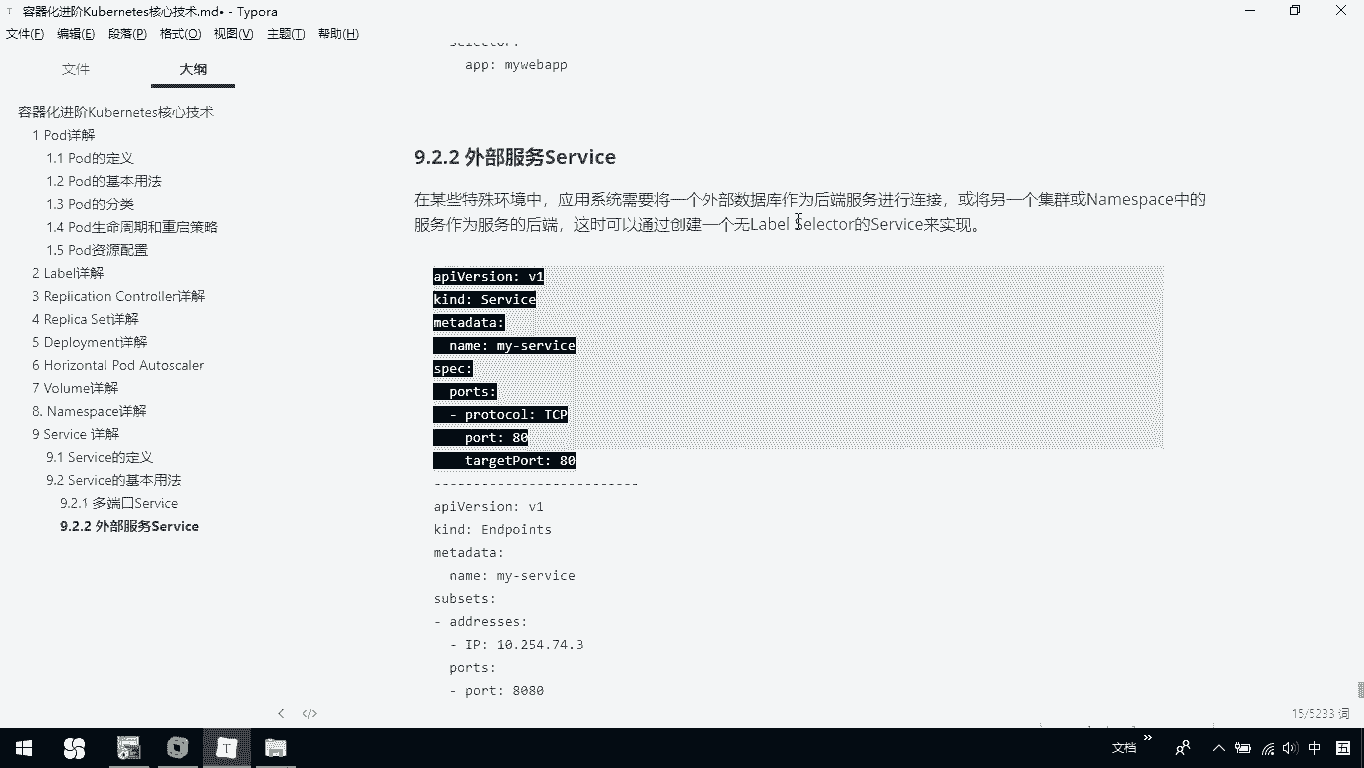 容器化进阶Kubernetes核心技术.md• - Typora
文件(F) 编辑(E) 段落(P) 格式(O) 视图(V) 主题(T) 帮助(H)
文件 大纲
容器化进阶Kubernetes核心技术
1 Pod详解
1.1 Pod的定义
1.2 Pod的基本用法
1.3 Pod的分类
1.4 Pod生命周期和重启策略
1.5 Pod资源配置
2 Label详解
3 Replication Controller详解
4 Replica Set详解
5 Deployment详解
6 Horizontal Pod Autoscaler
7 Volume详解
8. Namespace详解
9 Service 详解
9.1 Service的定义
9.2 Service的基本用法
9.2.1 多端口Service
9.2.2 外部服务Service
selector:
app: mywebapp
9.2.2 外部服务Service
在某些特殊环境中，应用系统需要将一个外部数据库作为后端服务进行连接，或将另一个集群或Namespace中的
服务作为服务的后端，这时可以通过创建一个无Label Selector的Service来实现。
apiVersion: v1
kind: Service
metadata:
name: my-service
spec:
ports:
- protocol: TCP
port: 80
targetPort: 80
--------------------------
apiVersion: v1
kind: Endpoints
metadata:
name: my-service
subsets:
- addresses:
- IP: 10.254.74.3
ports:
- port: 8080
15/5233 词
文档 中 五